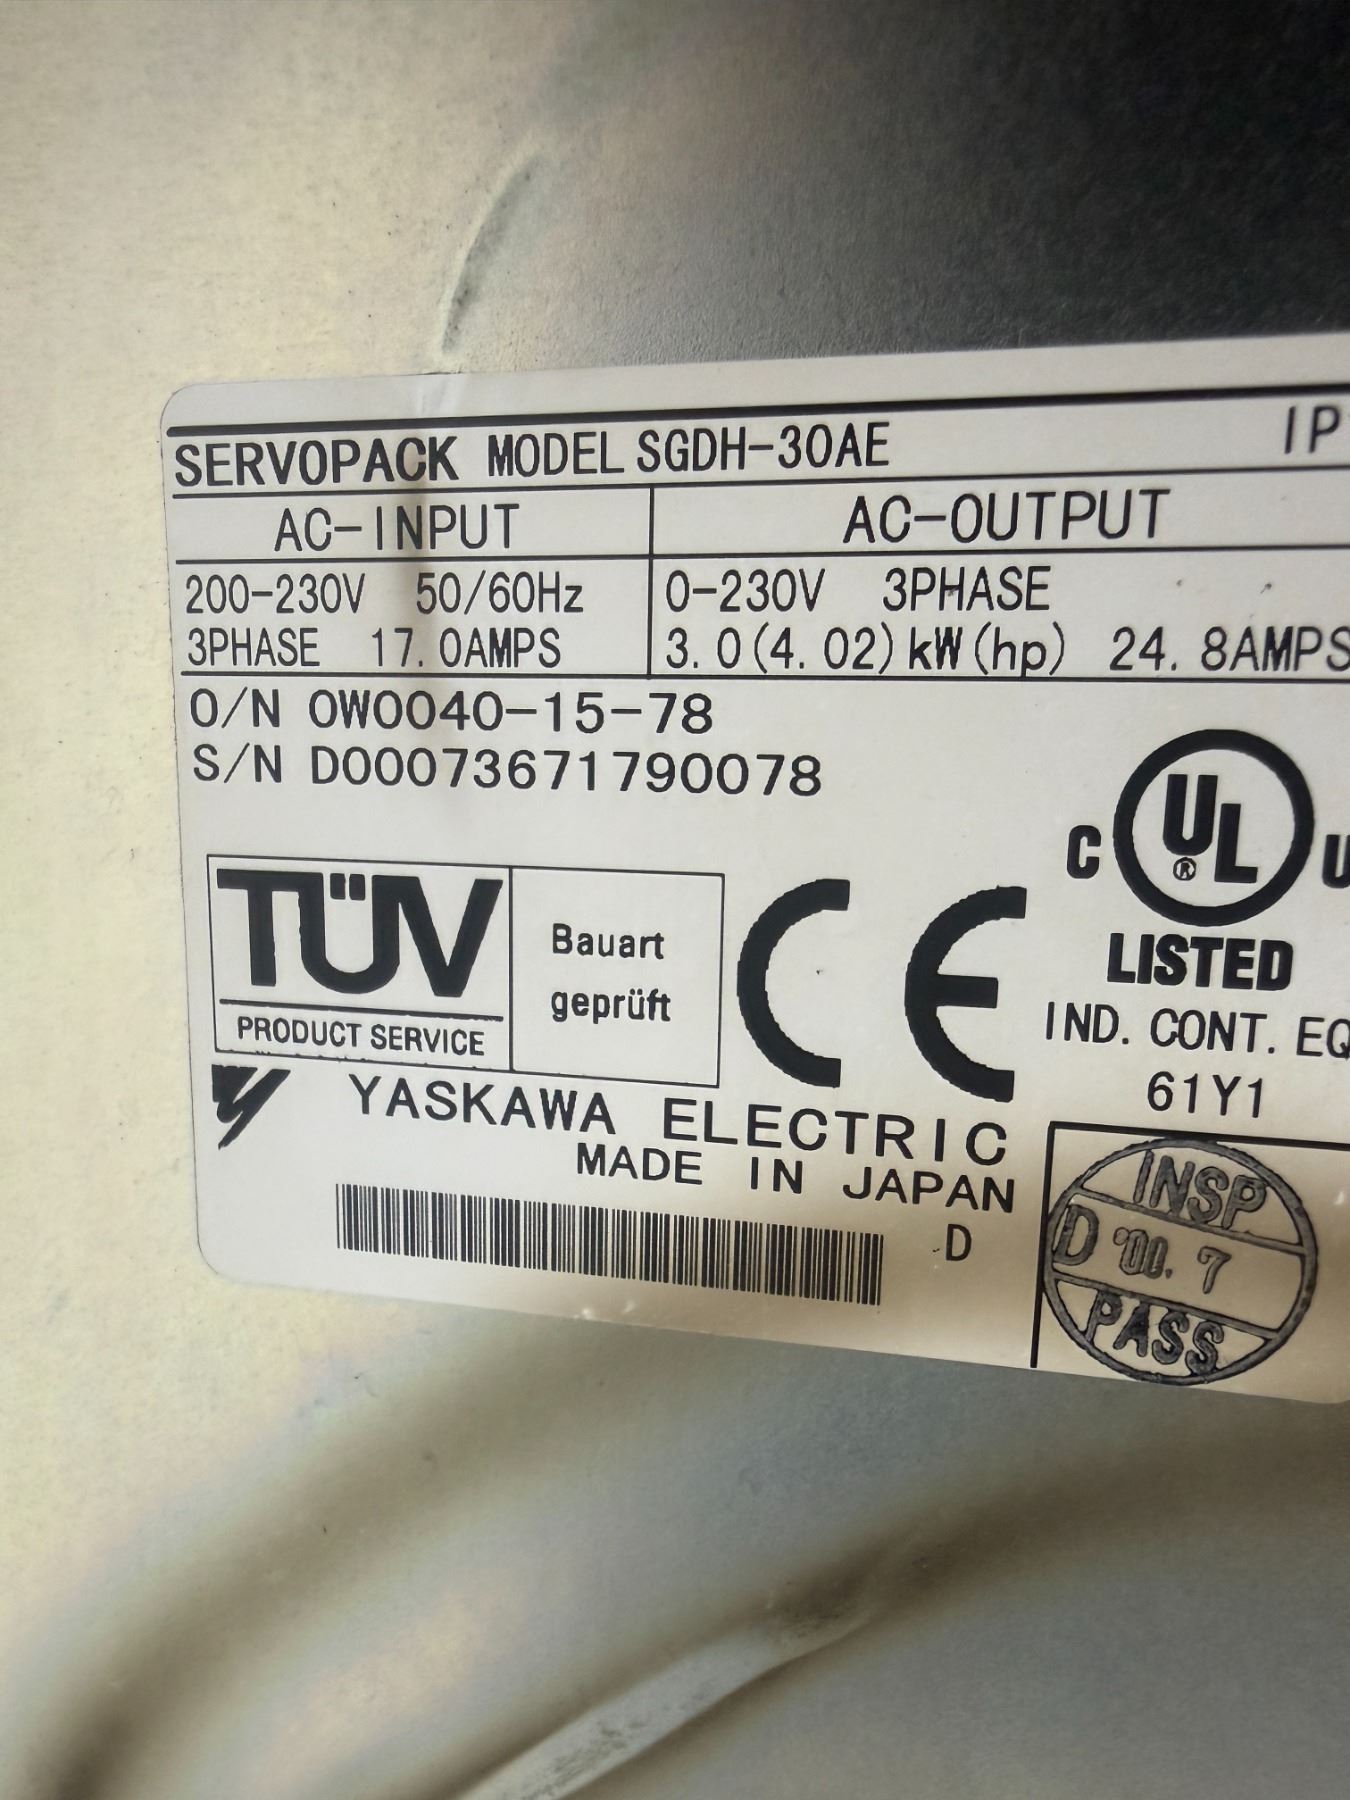 SERVOPACK MODEL SGDH-30AE IP
AC-INPUT AC-OUTPUT
200-230V 50/60Hz 0-230V 3PHASE
3PHASE 17.0AMPS 3.0(4.02)kW(hp) 24.8AMPS
O/N 0W0040-15-78
S/N D00073671790078
C UL ® U
LISTED
IND. CONT. EQ
61Y1
TÜV
PRODUCT SERVICE
Bauart
geprüft
CE
YASKAWA ELECTRIC
MADE IN JAPAN
D
INSP
D '00.7
PASS